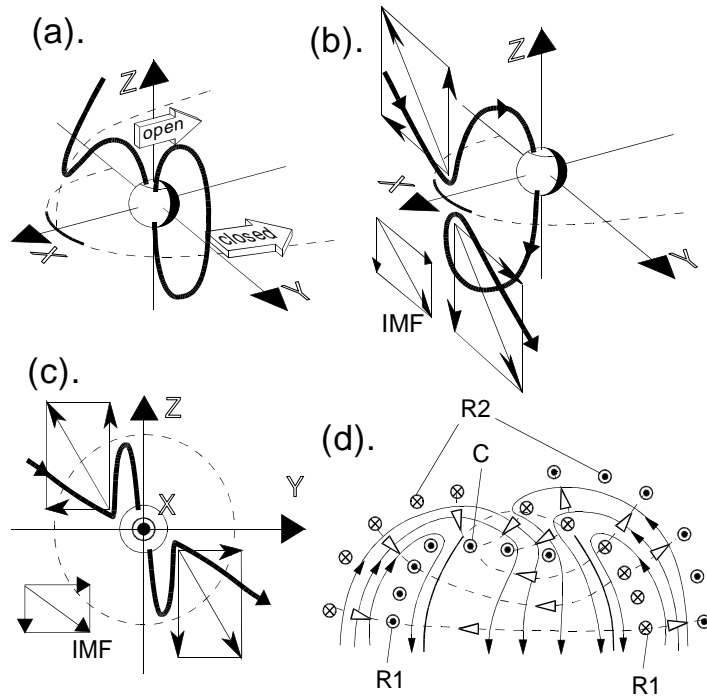 (a).
Z
open
closed
X
Y
(b).
Z
X
Y
IMF
(c).
Z
X
Y
IMF
(d).
R2
C
R1
R1